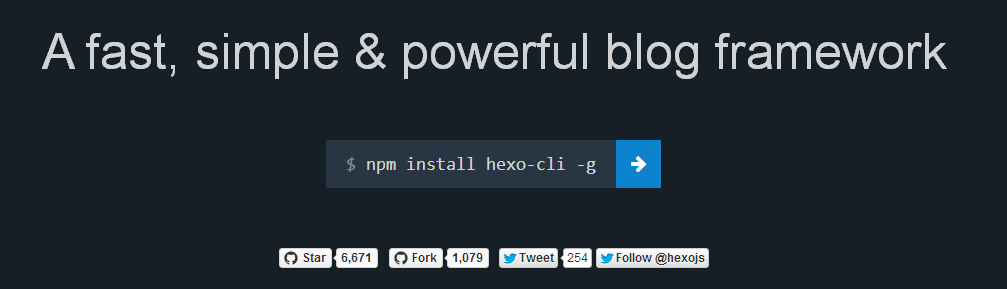 A fast, simple & powerful blog framework
$ npm install hexo-cli -g
Star 6,671 Fork 1,079 Tweet 254 Follow @hexojs